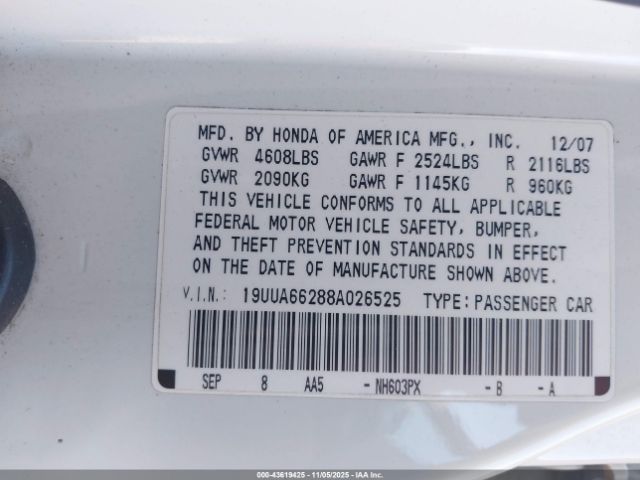 MFD. BY HONDA OF AMERICA MFG., INC. 12/07
GVWR 4608LBS GAWR F 2524LBS R 2116LBS
GVWR 2090KG GAWR F 1145KG R 960KG
THIS VEHICLE CONFORMS TO ALL APPLICABLE
FEDERAL MOTOR VEHICLE SAFETY, BUMPER,
AND THEFT PREVENTION STANDARDS IN EFFECT
ON THE DATE OF MANUFACTURE SHOWN ABOVE.
V.I.N.: 19UUA66288A026525 TYPE: PASSENGER CAR
SEP 8 AA5 - NH603PX - B - A
000-43619425 - 11/05/2025 - IAA Inc.